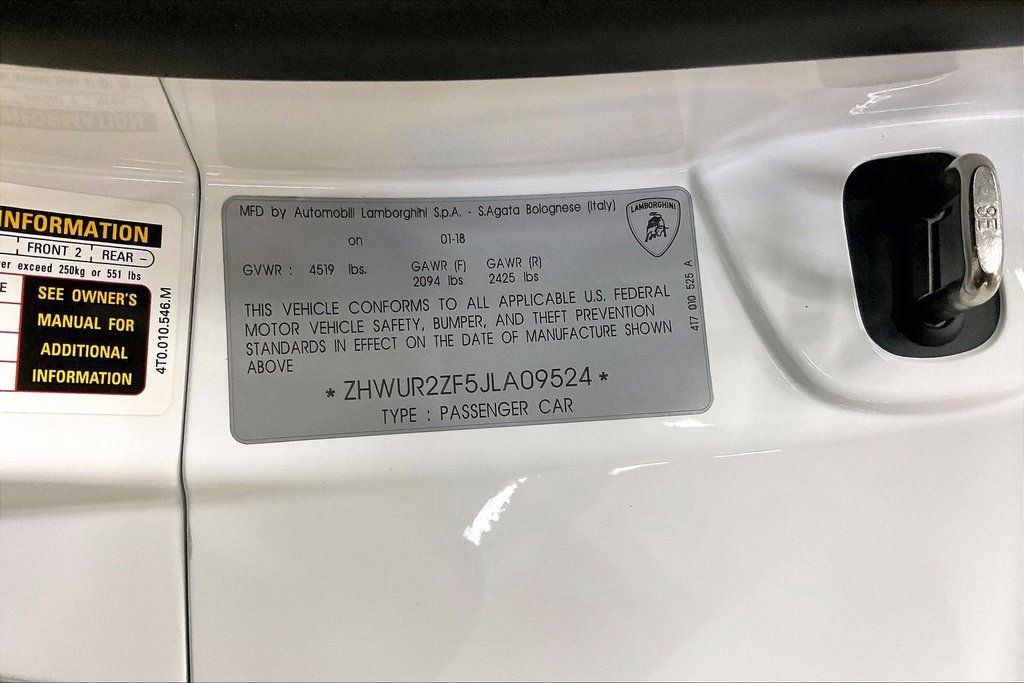 INFORMATION
FRONT 2 REAR -
er exceed 250kg or 551 lbs
E SEE OWNER'S
MANUAL FOR
ADDITIONAL
INFORMATION
4T0.010.546.M
MFD by Automobili Lamborghini S.p.A. - S.Agata Bolognese (Italy)
on 01-18
GVWR : 4519 lbs. GAWR (F) GAWR (R)
2094 lbs 2425 lbs
THIS VEHICLE CONFORMS TO ALL APPLICABLE U.S. FEDERAL
MOTOR VEHICLE SAFETY, BUMPER, AND THEFT PREVENTION
STANDARDS IN EFFECT ON THE DATE OF MANUFACTURE SHOWN
ABOVE
* ZHWUR2ZF5JLA09524 *
TYPE : PASSENGER CAR
LAMBORGHINI
4T7 010 525 A
9E